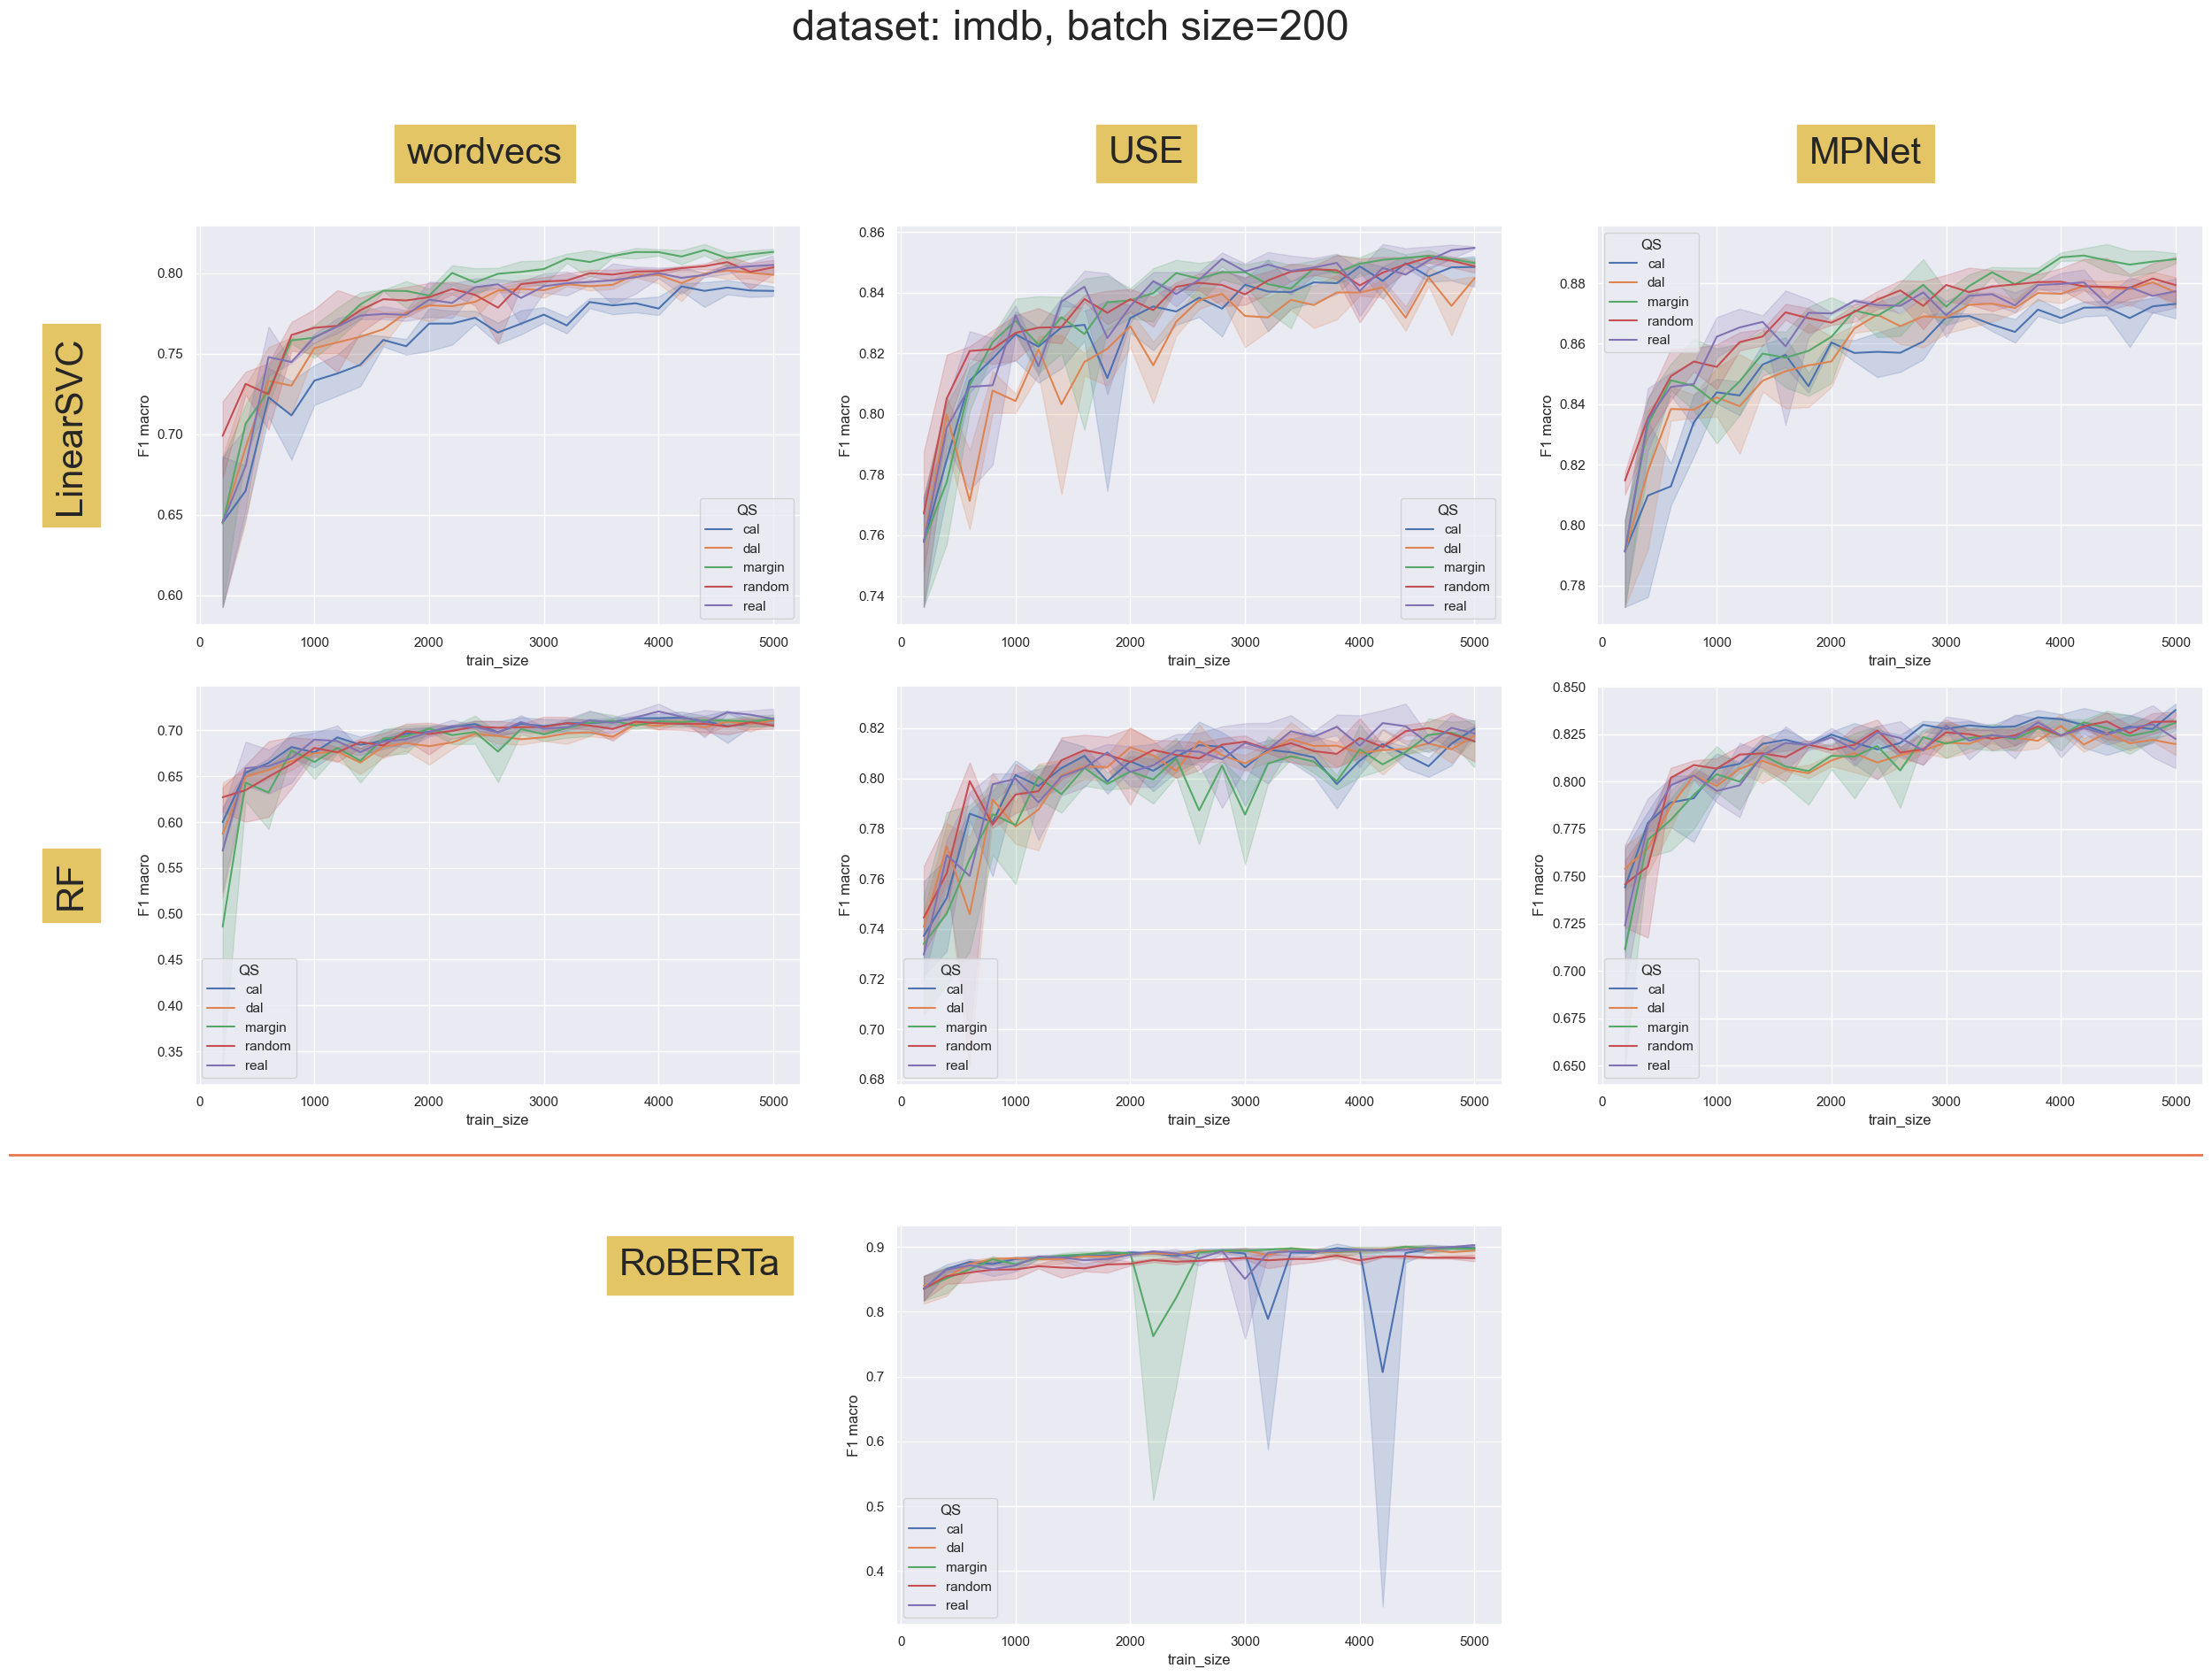 dataset: imdb, batch size=200
wordvecs
USE
MPNet
LinearSVC
F1 macro
0.80
0.75
0.70
0.65
0.60
QS
cal
dal
margin
random
real
0 1000 2000 3000 4000 5000
train_size
F1 macro
0.86
0.84
0.82
0.80
0.78
0.76
0.74
QS
cal
dal
margin
random
real
0 1000 2000 3000 4000 5000
train_size
F1 macro
0.88
0.86
0.84
0.82
0.80
0.78
QS
cal
dal
margin
random
real
0 1000 2000 3000 4000 5000
train_size
RF
F1 macro
0.70
0.65
0.60
0.55
0.50
0.45
0.40
0.35
QS
cal
dal
margin
random
real
0 1000 2000 3000 4000 5000
train_size
F1 macro
0.82
0.80
0.78
0.76
0.74
0.72
0.70
0.68
QS
cal
dal
margin
random
real
0 1000 2000 3000 4000 5000
train_size
F1 macro
0.850
0.825
0.800
0.775
0.750
0.725
0.700
0.675
0.650
QS
cal
dal
margin
random
real
0 1000 2000 3000 4000 5000
train_size
RoBERTa
F1 macro
0.9
0.8
0.7
0.6
0.5
0.4
QS
cal
dal
margin
random
real
0 1000 2000 3000 4000 5000
train_size